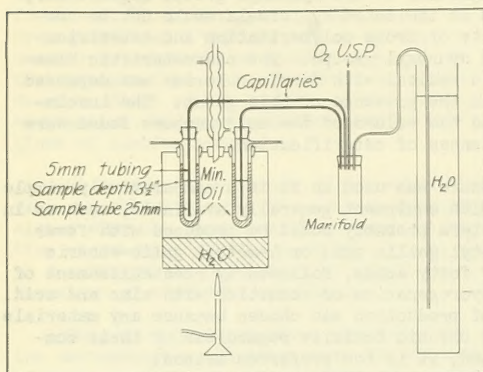 O₂ U.S.P.
Capillaries
5mm tubing
Sample depth 3½
Sample tube 25mm
Min.
Oil
H₂O
Manifold
H₂O